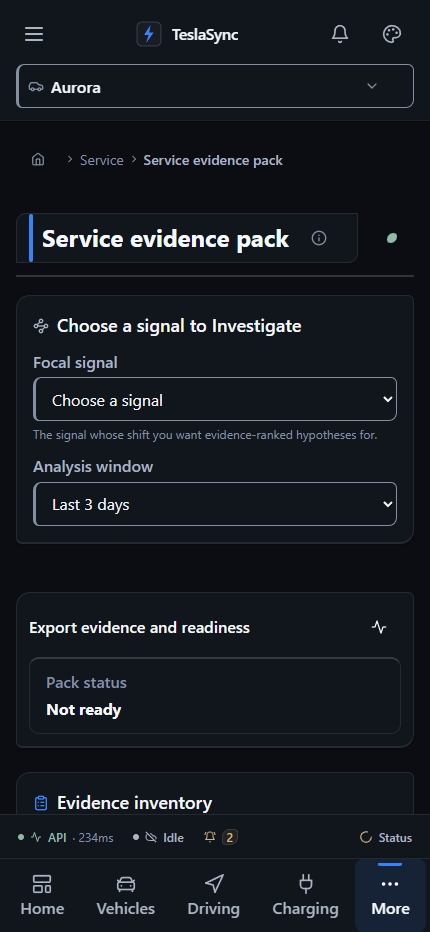 TeslaSync
Aurora
Service
Service evidence pack
Service evidence pack
Choose a signal to Investigate
Focal signal
Choose a signal
The signal whose shift you want evidence-ranked hypotheses for.
Analysis window
Last 3 days
Export evidence and readiness
Pack status
Not ready
Evidence inventory
API · 234ms
Idle
2
Status
Home
Vehicles
Driving
Charging
More